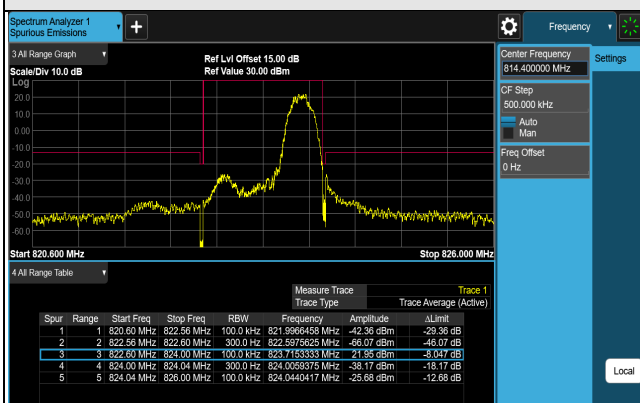 Spectrum Analyzer 1
Spurious Emissions
Frequency
3 All Range Graph
Scale/Div 10.0 dB
Ref Lvl Offset 15.00 dB
Ref Value 30.00 dBm
Log
20.0
10.0
0.00
-10.0
-20.0
-30.0
-40.0
-50.0
-60.0
Start 820.600 MHz
Stop 826.000 MHz
Center Frequency
814.400000 MHz
Settings
CF Step
500.000 kHz
Auto
Man
Freq Offset
0 Hz
Local
4 All Range Table
Measure Trace Trace 1
Trace Type Trace Average (Active)
Spur Range Start Freq Stop Freq RBW Frequency Amplitude ΔLimit
1 1 820.60 MHz 822.56 MHz 100.0 kHz 821.9966458 MHz -42.36 dBm -29.36 dB
2 2 822.56 MHz 822.60 MHz 300.0 Hz 822.5975625 MHz -66.07 dBm -46.07 dB
3 3 822.60 MHz 824.00 MHz 100.0 kHz 823.7153333 MHz 21.95 dBm -8.047 dB
4 4 824.00 MHz 824.04 MHz 300.0 Hz 824.0059375 MHz -38.17 dBm -18.17 dB
5 5 824.04 MHz 826.00 MHz 100.0 kHz 824.0440417 MHz -25.68 dBm -12.68 dB